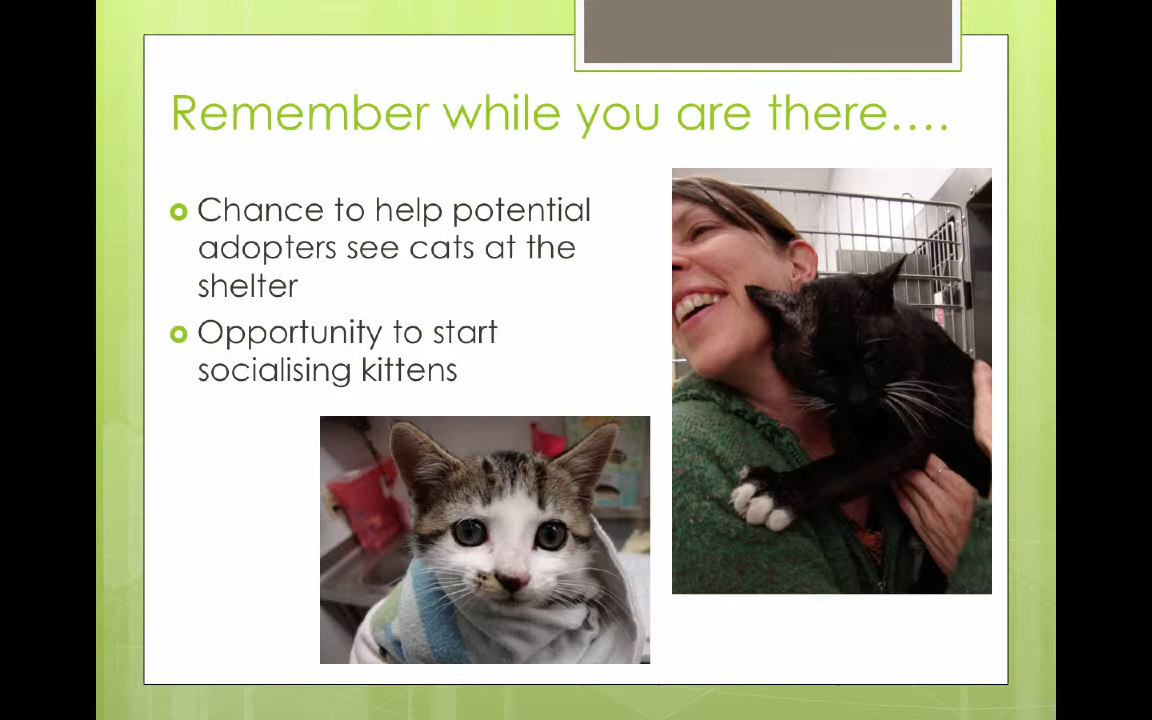 Remember while you are there....
Chance to help potential
adopters see cats at the
shelter
Opportunity to start
socialising kittens